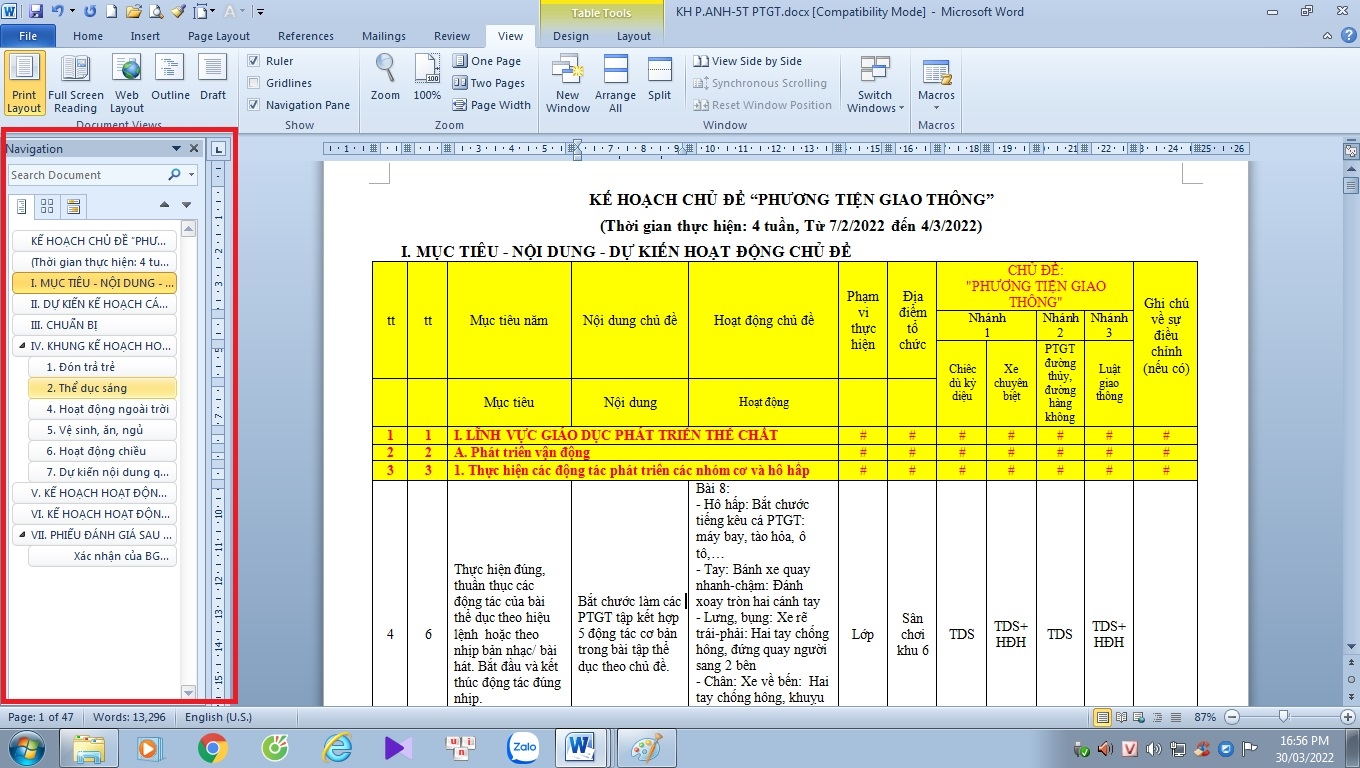 KH P.ANH-5T PTGT.docx [Compatibility Mode] - Microsoft Word
Table Tools
File Home Insert Page Layout References Mailings Review View Design Layout
Print Layout
Full Screen Reading
Web Layout
Outline
Draft
Document Views
Ruler
Gridlines
Navigation Pane
Show
Zoom
100%
One Page
Two Pages
Page Width
Zoom
New Window
Arrange All
Split
View Side by Side
Synchronous Scrolling
Reset Window Position
Window
Switch Windows
Macros
Macros
Navigation
Search Document
KẾ HOẠCH CHỦ ĐỀ "PHƯ...
(Thời gian thực hiện: 4 tu...
I. MỤC TIÊU - NỘI DUNG - ...
II. DỰ KIẾN KẾ HOẠCH CÁ...
III. CHUẨN BỊ
IV. KHUNG KẾ HOẠCH HO...
1. Đón trả trẻ
2. Thể dục sáng
4. Hoạt động ngoài trời
5. Vệ sinh, ăn, ngủ
6. Hoạt động chiều
7. Dự kiến nội dung q...
V. KẾ HOẠCH HOẠT ĐỘN...
VI. KẾ HOẠCH HOẠT ĐỘN...
VII. PHIẾU ĐÁNH GIÁ SAU ...
Xác nhận của BG...
KẾ HOẠCH CHỦ ĐỀ “PHƯƠNG TIỆN GIAO THÔNG”
(Thời gian thực hiện: 4 tuần, Từ 7/2/2022 đến 4/3/2022)
I. MỤC TIÊU - NỘI DUNG - DỰ KIẾN HOẠT ĐỘNG CHỦ ĐỀ
tt
tt
Mục tiêu năm
Nội dung chủ đề
Hoạt động chủ đề
Phạm vi thực hiện
Địa điểm tổ chức
CHỦ ĐỀ:
"PHƯƠNG TIỆN GIAO
THÔNG"
Ghi chú về sự điều chỉnh (nếu có)
Nhánh 1
Nhánh 2
Nhánh 3
Chiêc dù kỳ diệu
Xe chuyên biệt
PTGT đường thủy, đường hàng không
Luật giao thông
Mục tiêu
Nội dung
Hoạt động
1 1 I. LĨNH VỰC GIÁO DỤC PHÁT TRIỂN THỂ CHẤT # # # # # # #
2 2 A. Phát triển vận động # # # # # # #
3 3 1. Thực hiện các động tác phát triển các nhóm cơ và hô hấp # # # # # # #
4
6
Thực hiện đúng,
thuần thục các
động tác của bài
thể dục theo hiệu
lệnh hoặc theo
nhịp bản nhạc/ bài
hát. Bắt đầu và kết
thúc động tác đúng
nhịp.
Bắt chước làm các
PTGT tập kết hợp
5 động tác cơ bản
trong bài tập thể
dục theo chủ đề.
Bài 8:
- Hô hấp: Bắt chước
tiếng kêu cá PTGT:
máy bay, tào hỏa, ô
tô,…
- Tay: Bánh xe quay
nhanh-chậm: Đánh
xoay tròn hai cánh tay
- Lưng, bụng: Xe rẽ
trái-phải: Hai tay chống
hông, đứng quay người
sang 2 bên
- Chân: Xe về bến: Hai
tay chống hông, khuỵu
Lớp
Sân chơi khu 6
TDS
TDS+ HĐH
TDS
TDS+ HĐH
Page: 1 of 47 Words: 13,296 English (U.S.) 87%
Zalo
16:56 PM
30/03/2022